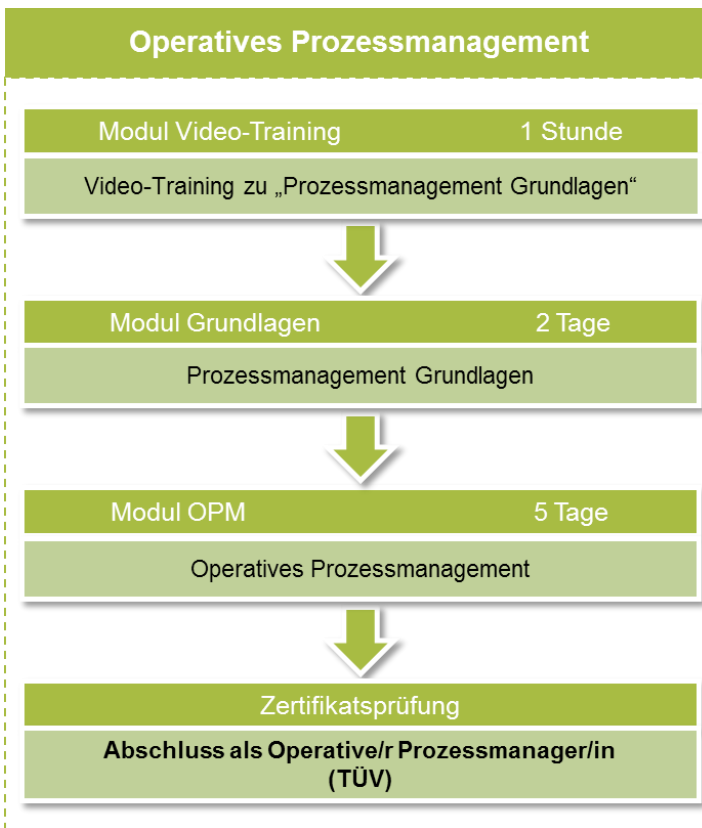 Operatives Prozessmanagement
Modul Video-Training 1 Stunde
Video-Training zu „Prozessmanagement Grundlagen“
Modul Grundlagen 2 Tage
Prozessmanagement Grundlagen
Modul OPM 5 Tage
Operatives Prozessmanagement
Zertifikatsprüfung
Abschluss als Operative/r Prozessmanager/in
(TÜV)